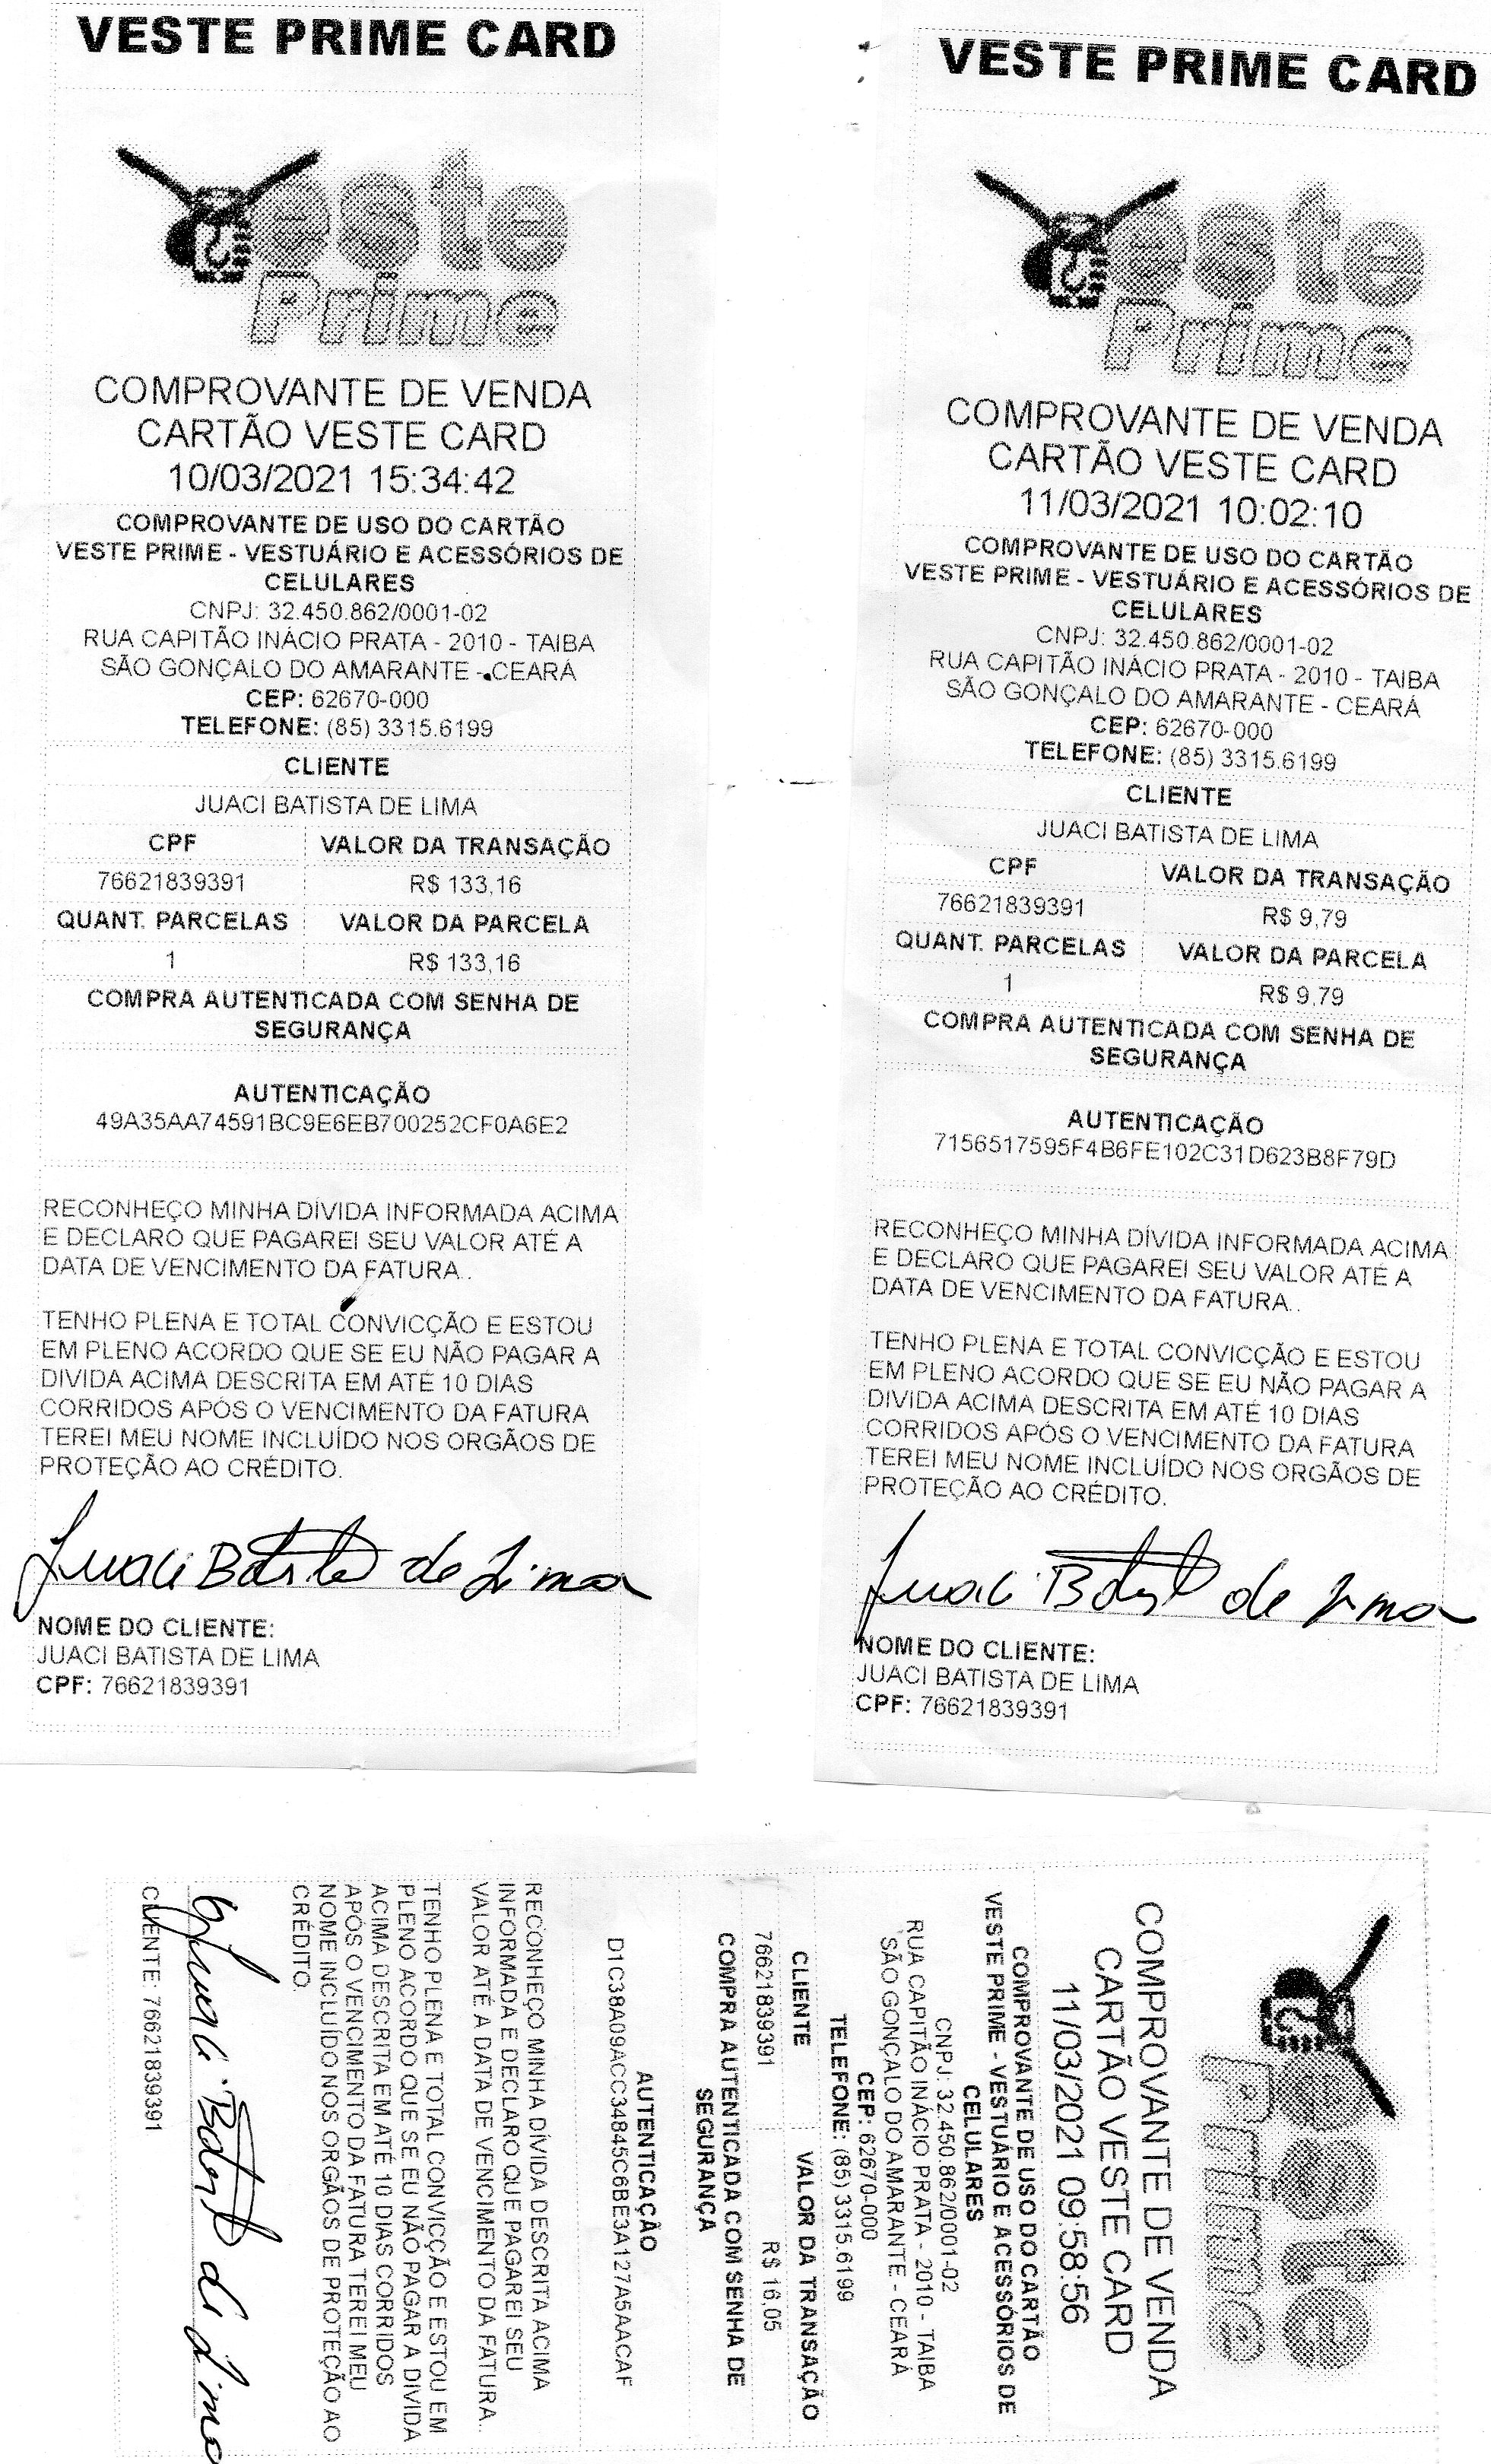 VESTE PRIME CARD
Veste
Prime
COMPROVANTE DE VENDA
CARTÃO VESTE CARD
10/03/2021 15:34:42
COMPROVANTE DE USO DO CARTÃO
VESTE PRIME - VESTUÁRIO E ACESSÓRIOS DE
CELULARES
CNPJ: 32.450.862/0001-02
RUA CAPITÃO INÁCIO PRATA - 2010 - TAIBA
SÃO GONÇALO DO AMARANTE - CEARÁ
CEP: 62670-000
TELEFONE: (85) 3315.6199
CLIENTE
JUACI BATISTA DE LIMA
CPF VALOR DA TRANSAÇÃO
76621839391 R$ 133,16
QUANT. PARCELAS VALOR DA PARCELA
1 R$ 133,16
COMPRA AUTENTICADA COM SENHA DE
SEGURANÇA
AUTENTICAÇÃO
49A35AA74591BC9E6EB700252CF0A6E2
RECONHEÇO MINHA DÍVIDA INFORMADA ACIMA
E DECLARO QUE PAGAREI SEU VALOR ATÉ A
DATA DE VENCIMENTO DA FATURA..
TENHO PLENA E TOTAL CONVICÇÃO E ESTOU
EM PLENO ACORDO QUE SE EU NÃO PAGAR A
DIVIDA ACIMA DESCRITA EM ATÉ 10 DIAS
CORRIDOS APÓS O VENCIMENTO DA FATURA
TEREI MEU NOME INCLUÍDO NOS ORGÃOS DE
PROTEÇÃO AO CRÉDITO.
Juaci Batista de Lima
NOME DO CLIENTE:
JUACI BATISTA DE LIMA
CPF: 76621839391
VESTE PRIME CARD
Veste
Prime
COMPROVANTE DE VENDA
CARTÃO VESTE CARD
11/03/2021 10:02:10
COMPROVANTE DE USO DO CARTÃO
VESTE PRIME - VESTUÁRIO E ACESSÓRIOS DE
CELULARES
CNPJ: 32.450.862/0001-02
RUA CAPITÃO INÁCIO PRATA - 2010 - TAIBA
SÃO GONÇALO DO AMARANTE - CEARÁ
CEP: 62670-000
TELEFONE: (85) 3315.6199
CLIENTE
JUACI BATISTA DE LIMA
CPF VALOR DA TRANSAÇÃO
76621839391 R$ 9,79
QUANT. PARCELAS VALOR DA PARCELA
1 R$ 9,79
COMPRA AUTENTICADA COM SENHA DE
SEGURANÇA
AUTENTICAÇÃO
7156517595F4B6FE102C31D623B8F79D
RECONHEÇO MINHA DÍVIDA INFORMADA ACIMA
E DECLARO QUE PAGAREI SEU VALOR ATÉ A
DATA DE VENCIMENTO DA FATURA..
TENHO PLENA E TOTAL CONVICÇÃO E ESTOU
EM PLENO ACORDO QUE SE EU NÃO PAGAR A
DIVIDA ACIMA DESCRITA EM ATÉ 10 DIAS
CORRIDOS APÓS O VENCIMENTO DA FATURA
TEREI MEU NOME INCLUÍDO NOS ORGÃOS DE
PROTEÇÃO AO CRÉDITO.
Juaci Batist de Lima
NOME DO CLIENTE:
JUACI BATISTA DE LIMA
CPF: 76621839391
Veste
Prime
COMPROVANTE DE VENDA
CARTÃO VESTE CARD
11/03/2021 09:58:56
COMPROVANTE DE USO DO CARTÃO
VESTE PRIME - VESTUÁRIO E ACESSÓRIOS DE
CELULARES
CNPJ: 32.450.862/0001-02
RUA CAPITÃO INÁCIO PRATA - 2010 - TAIBA
SÃO GONÇALO DO AMARANTE - CEARÁ
CEP: 62670-000
TELEFONE: (85) 3315.6199
CLIENTE VALOR DA TRANSAÇÃO
76621839391 R$ 16,05
COMPRA AUTENTICADA COM SENHA DE
SEGURANÇA
AUTENTICAÇÃO
D1C38A09ACC34845C6BE3A127A5AACAF
RECONHEÇO MINHA DÍVIDA DESCRITA ACIMA
INFORMADA E DECLARO QUE PAGAREI SEU
VALOR ATÉ A DATA DE VENCIMENTO DA FATURA..
TENHO PLENA E TOTAL CONVICÇÃO E ESTOU EM
PLENO ACORDO QUE SE EU NÃO PAGAR A DIVIDA
ACIMA DESCRITA EM ATÉ 10 DIAS CORRIDOS
APÓS O VENCIMENTO DA FATURA TEREI MEU
NOME INCLUÍDO NOS ORGÃOS DE PROTEÇÃO AO
CRÉDITO.
Juaci Batist di Lima
CLIENTE: 76621839391